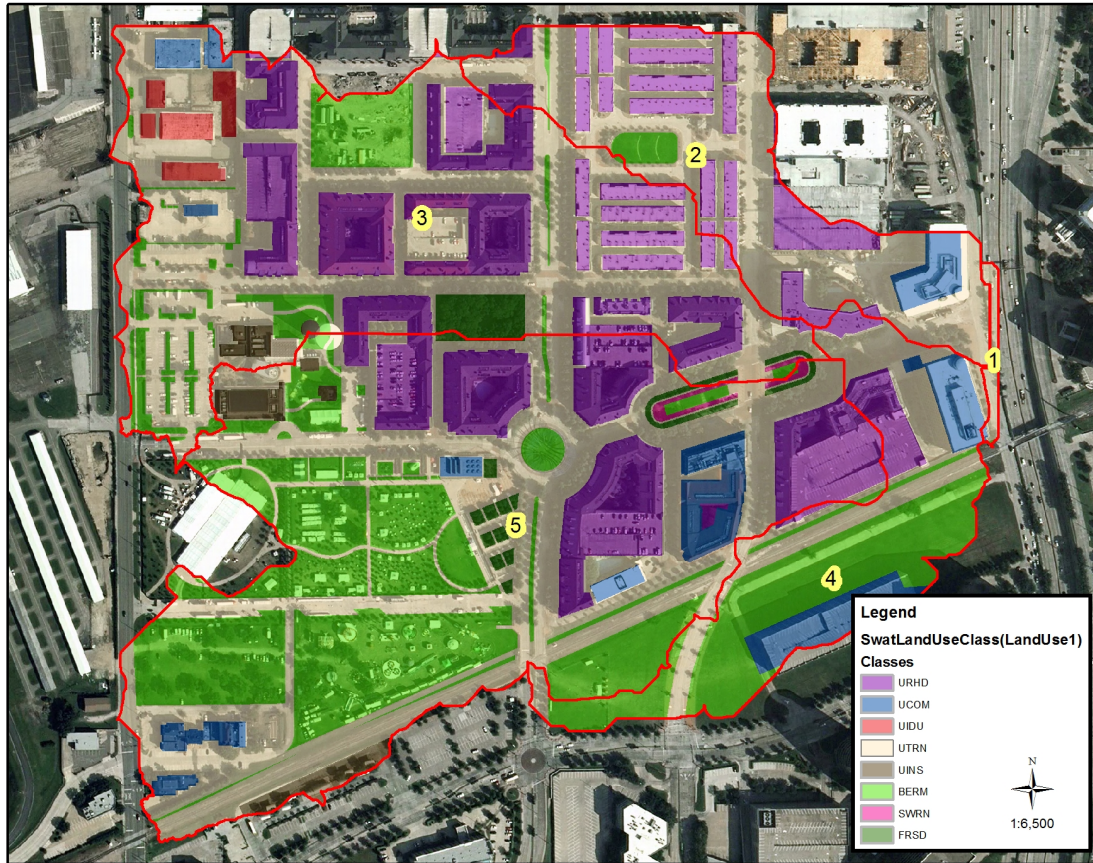 2
3
1
5
4
Legend
SwatLandUseClass(LandUse1)
Classes
URHD
UCOM
UIDU
UTRN
UINS
BERM
SWRN
FRSD
N
1:6,500